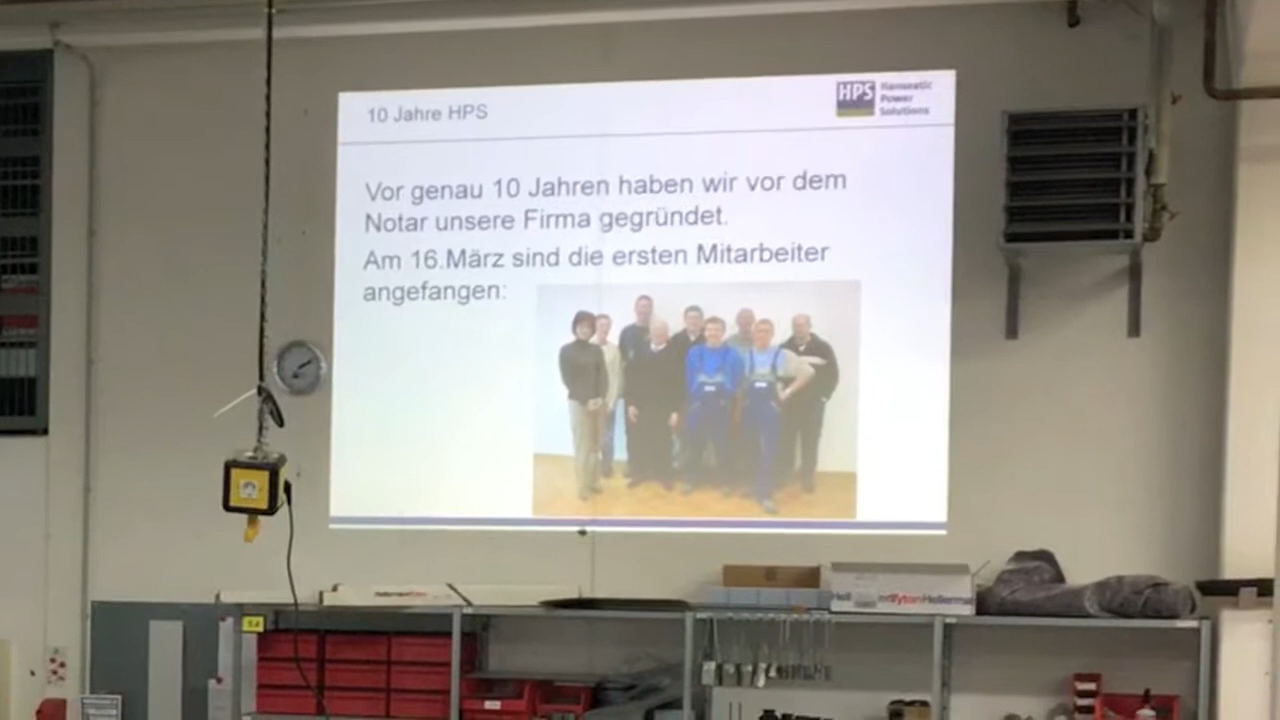 10 Jahre HPS
HPS
Hanseatic
Power
Solutions
Vor genau 10 Jahren haben wir vor dem
Notar unsere Firma gegründet.
Am 16.März sind die ersten Mitarbeiter
angefangen: